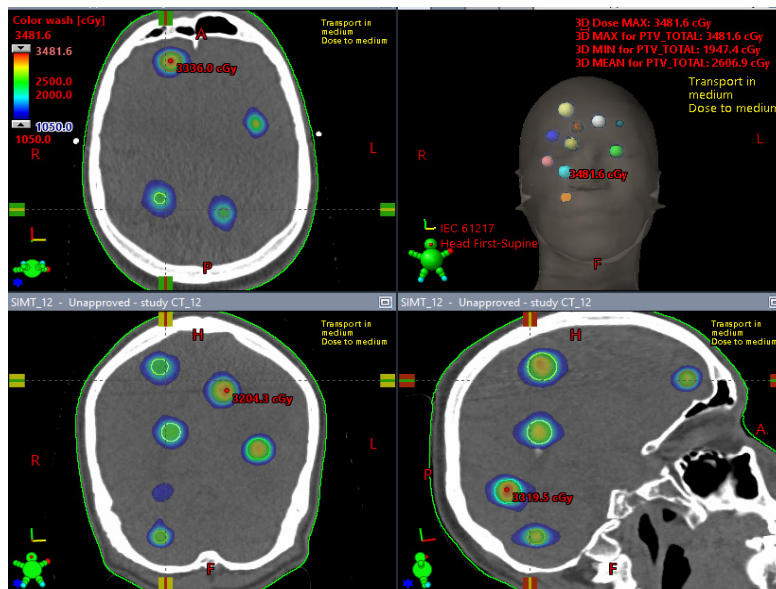 Color wash [cGy]
3481.6
3481.6
2500.0
2000.0
1050.0
1050.0
A
3336.0 cGy
R
L
P
Transport in
medium
Dose to medium
3D Dose MAX: 3481.6 cGy
3D MAX for PTV_TOTAL: 3481.6 cGy
3D MIN for PTV_TOTAL: 1947.4 cGy
3D MEAN for PTV_TOTAL: 2606.9 cGy
Transport in
medium
Dose to medium
R
L
3481.6 cGy
IEC 61217
Head First-Supine
F
SIMT_12 - Unapproved - study CT_12
Transport in
medium
Dose to medium
H
3204.3 cGy
R
L
F
SIMT_12 - Unapproved - study CT_12
Transport in
medium
Dose to medium
H
A
P
3319.5 cGy
F